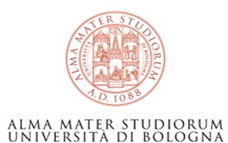 ALMA MATER STUDIORUM
A.D. 1088
ALMA MATER STUDIORUM
UNIVERSITÀ DI BOLOGNA